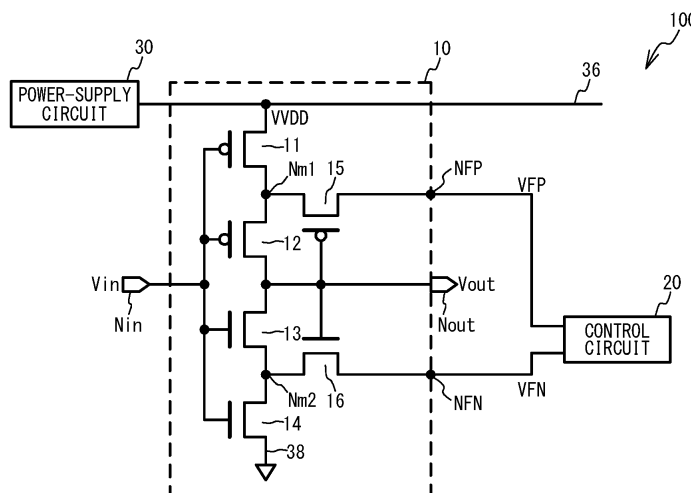 100
30
10
36
POWER-SUPPLY
CIRCUIT
VVDD
11
Nm1
15
NFP
VFP
12
Vin
Nin
Vout
Nout
20
13
CONTROL
CIRCUIT
Nm2
16
NFN
VFN
14
38